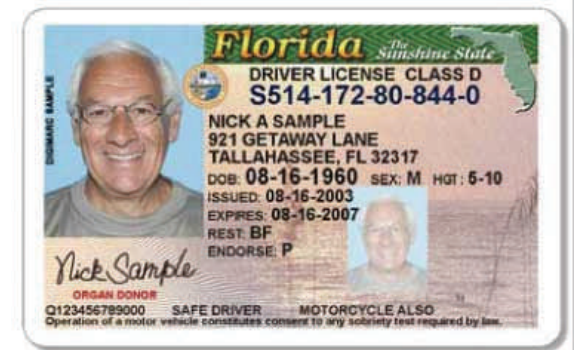 DIGIMARC SAMPLE
Florida The Sunshine State
DRIVER LICENSE CLASS D
S514-172-80-844-0
NICK A SAMPLE
921 GETAWAY LANE
TALLAHASSEE, FL 32317
DOB: 08-16-1960 SEX: M HGT: 5-10
ISSUED: 08-16-2003
EXPIRES: 08-16-2007
REST: BF
ENDORSE: P
Nick Sample
ORGAN DONOR
Q123456789000 SAFE DRIVER MOTORCYCLE ALSO
Operation of a motor vehicle constitutes consent to any sobriety test required by law.